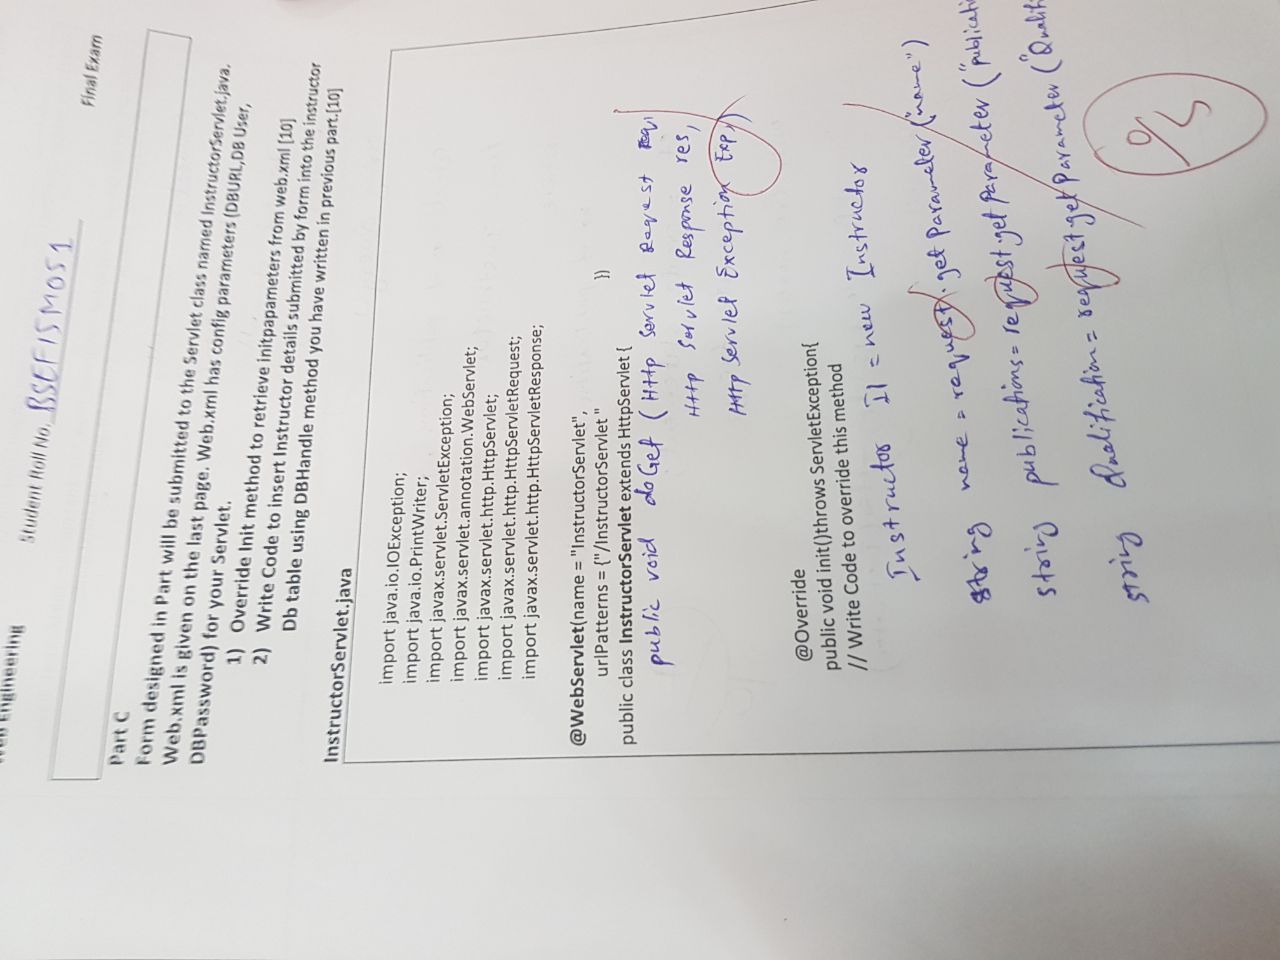 Web Engineering
Student Roll No. BSEF15M051
Final Exam
Part C
Form designed in Part will be submitted to the Servlet class named InstructorServlet.java.
Web.xml is given on the last page. Web.xml has config parameters (DBURL,DB User,
DBPassword) for your Servlet.
1) Override Init method to retrieve initpapameters from web.xml [10]
2) Write Code to insert Instructor details submitted by form into the instructor
Db table using DBHandle method you have written in previous part.[10]
InstructorServlet.java
import java.io.IOException;
import java.io.PrintWriter;
import javax.servlet.ServletException;
import javax.servlet.annotation.WebServlet;
import javax.servlet.http.HttpServlet;
import javax.servlet.http.HttpServletRequest;
import javax.servlet.http.HttpServletResponse;
@WebServlet(name = "InstructorServlet",
urlPatterns = {"/InstructorServlet " })
public class InstructorServlet extends HttpServlet {
public void doGet (Http Servlet Request req,
Http Servlet Response res,
Http Servlet Exception Exp,)
@Override
public void init()throws ServletException{
// Write Code to override this method
Instructor I1 = new Instructor
string name = request.get Parameter ("name")
string publications = request.get Parameter ("publicati
string Qualification = request.get Parameter ("Qualifi
0/5